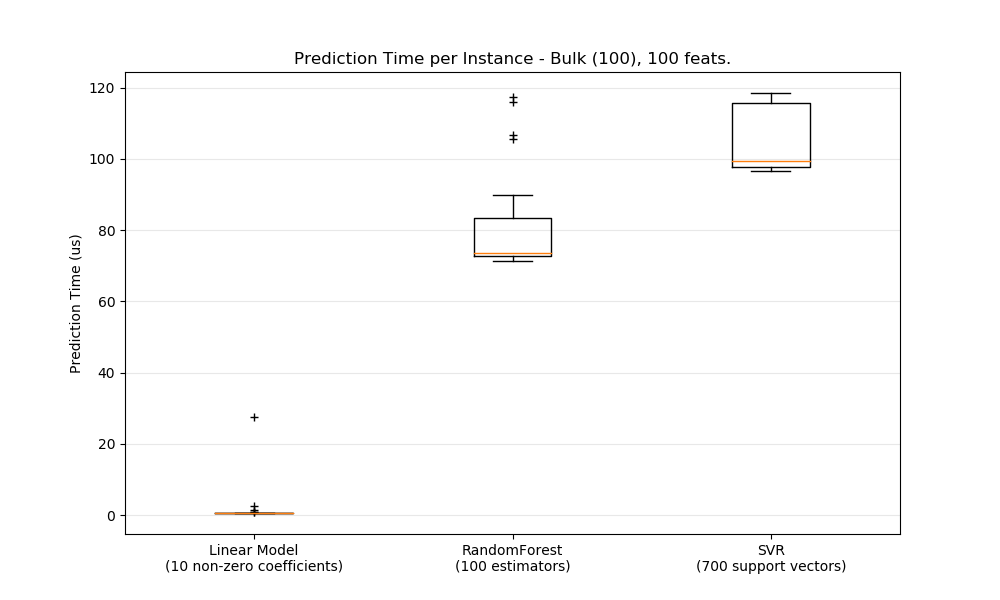 Prediction Time per Instance - Bulk (100), 100 feats.
120
100
80
60
40
20
0
Prediction Time (us)
Linear Model
(10 non-zero coefficients)
RandomForest
(100 estimators)
SVR
(700 support vectors)